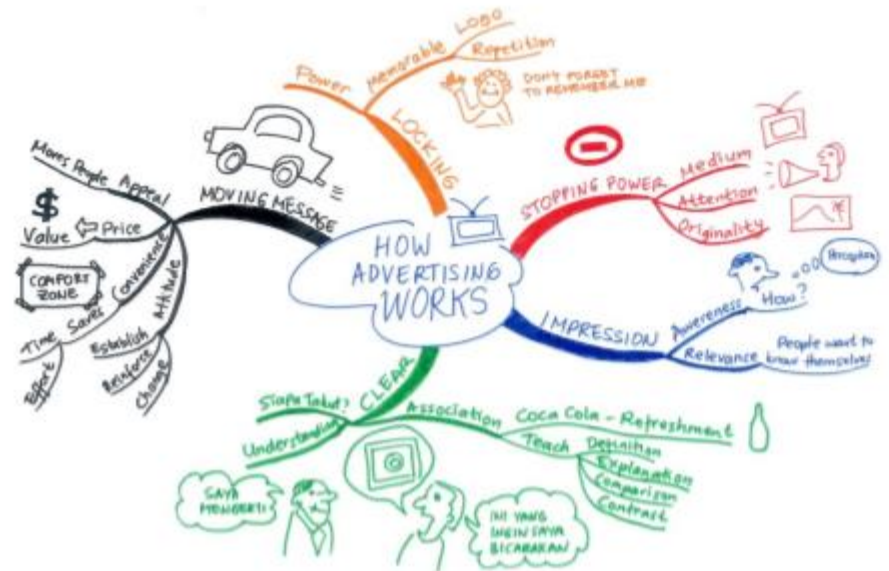 HOW
ADVERTISING
WORKS
LOCKING
Power
Memorable
LOGO
Repetition
DON'T FORGET
TO REMEMBER ME
STOPPING POWER
Medium
Attention
Originality
IMPRESSION
Awareness
How?
Perception
Relevance
People want to
know themselves
CLEAR
Siapa Takut?
Understanding
Association
Coca Cola - Refreshment
Teach
Definition
Explanation
Comparison
Contrast
SAYA
MENGERTI
INI YANG
INGIN SAYA
BICARAKAN
MOVING MESSAGE
Appeal
People
Price
Value
$
Convenience
COMFORT
ZONE
Saves
Time
Effort
Attitude
Establish
Reinforce
Change